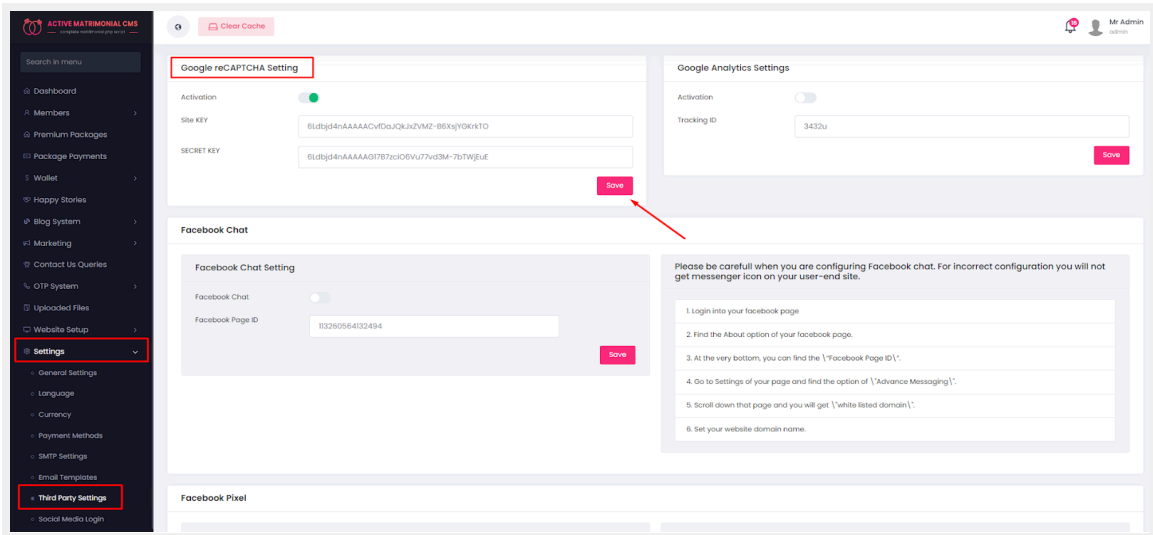 ACTIVE MATRIMONIAL CMS
complete matrimonial php script
Clear Cache
Mr Admin
admin
Search in menu
Dashboard
Members
Premium Packages
Package Payments
Wallet
Happy Stories
Blog System
Marketing
Contact Us Queries
OTP System
Uploaded Files
Website Setup
Settings
General Settings
Language
Currency
Payment Methods
SMTP Settings
Email Templates
Third Party Settings
Social Media Login
Google reCAPTCHA Setting
Activation
Site KEY
SECRET KEY
Save
Google Analytics Settings
Activation
Tracking ID
3432u
Save
Facebook Chat
Facebook Chat Setting
Facebook Chat
Facebook Page ID
113260564132494
Save
Please be carefull when you are configuring Facebook chat. For incorrect configuration you will not
get messenger icon on your user-end site.
1. Login into your facebook page
2. Find the About option of your facebook page.
3. At the very bottom, you can find the \"Facebook Page ID\".
4. Go to Settings of your page and find the option of \"Advance Messaging\".
5. Scroll down that page and you will get \"white listed domain\".
6. Set your website domain name.
Facebook Pixel